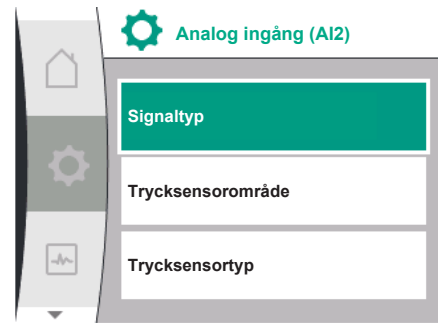 Analog ingång (AI2)
Signaltyp
Trycksensorområde
Trycksensortyp